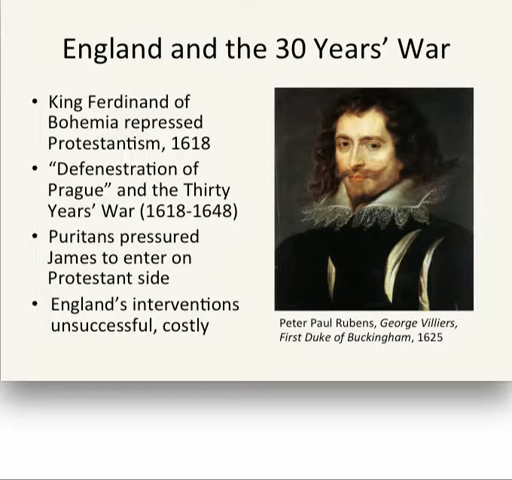 England and the 30 Years’ War
• King Ferdinand of
Bohemia repressed
Protestantism, 1618
• “Defenestration of
Prague” and the Thirty
Years’ War (1618-1648)
• Puritans pressured
James to enter on
Protestant side
• England’s interventions
unsuccessful, costly
Peter Paul Rubens, George Villiers,
First Duke of Buckingham, 1625